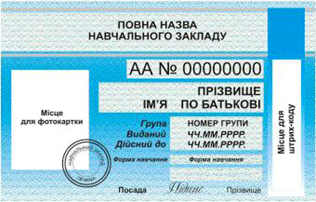 ПОВНА НАЗВА
НАВЧАЛЬНОГО ЗАКЛАДУ
АА № 00000000
ПРІЗВИЩЕ
ІМ'Я ПО БАТЬКОВІ
Місце
для фотокартки
Група НОМЕР ГРУПИ
Виданий ЧЧ.ММ.РРРР.
Дійсний до ЧЧ.ММ.РРРР.
Форма навчання Форма навчання
Посада Прізвище
Місце для
штрих-коду